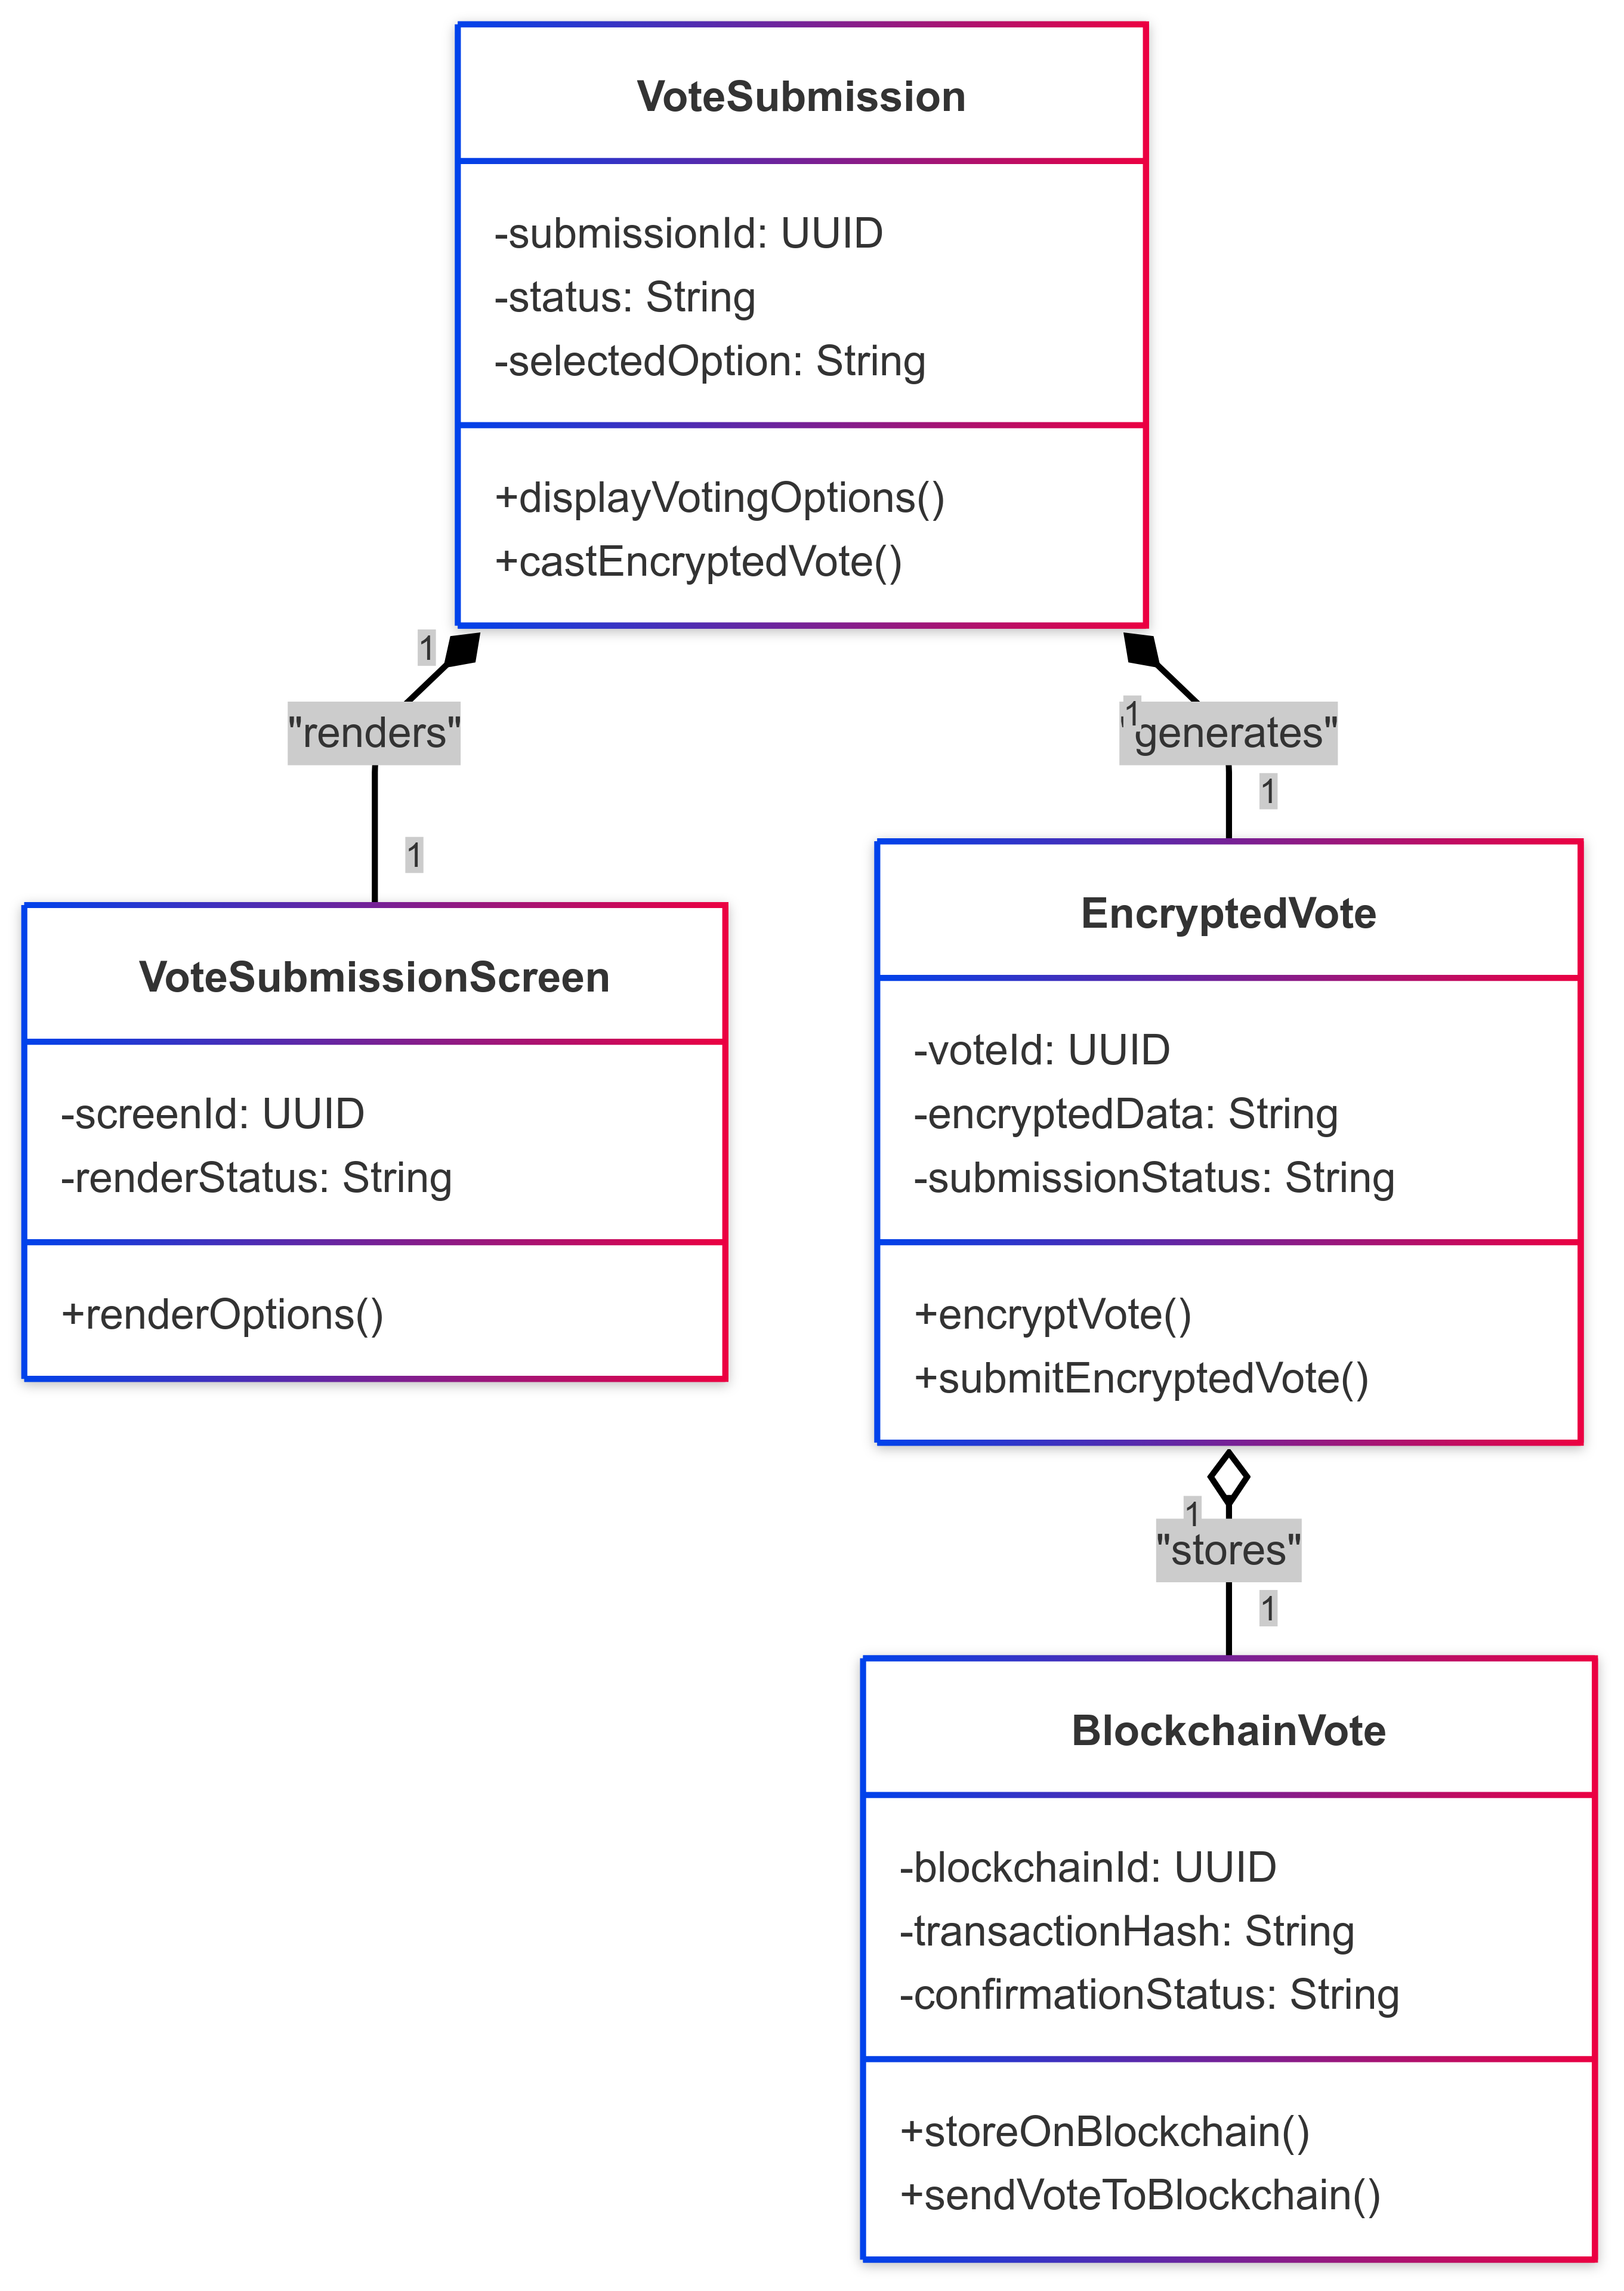 VoteSubmission
-submissionId: UUID
-status: String
-selectedOption: String
+displayVotingOptions()
+castEncryptedVote()
1
"renders"
1
1
"generates"
1
VoteSubmissionScreen
-screenId: UUID
-renderStatus: String
+renderOptions()
EncryptedVote
-voteId: UUID
-encryptedData: String
-submissionStatus: String
+encryptVote()
+submitEncryptedVote()
1
"stores"
1
BlockchainVote
-blockchainId: UUID
-transactionHash: String
-confirmationStatus: String
+storeOnBlockchain()
+sendVoteToBlockchain()